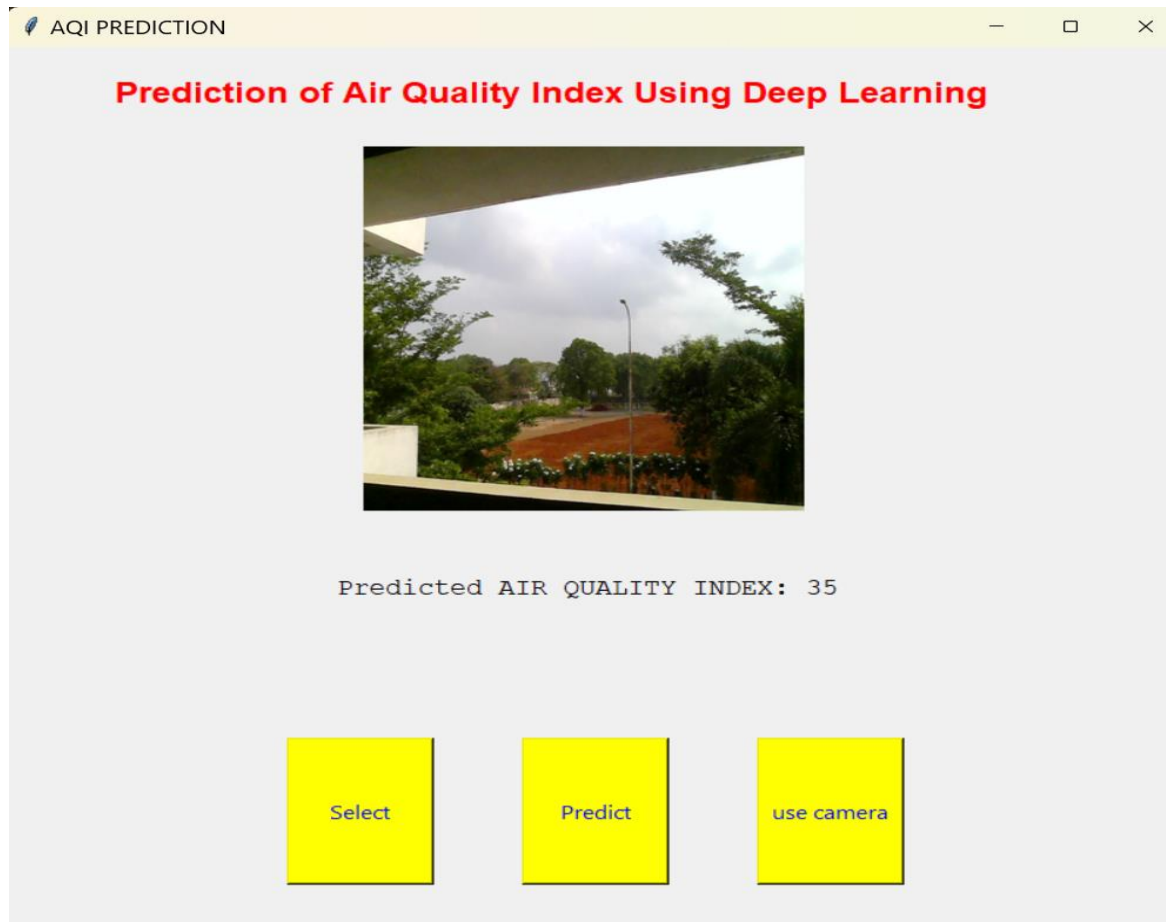 AQI PREDICTION
Prediction of Air Quality Index Using Deep Learning
Predicted AIR QUALITY INDEX: 35
Select
Predict
use camera